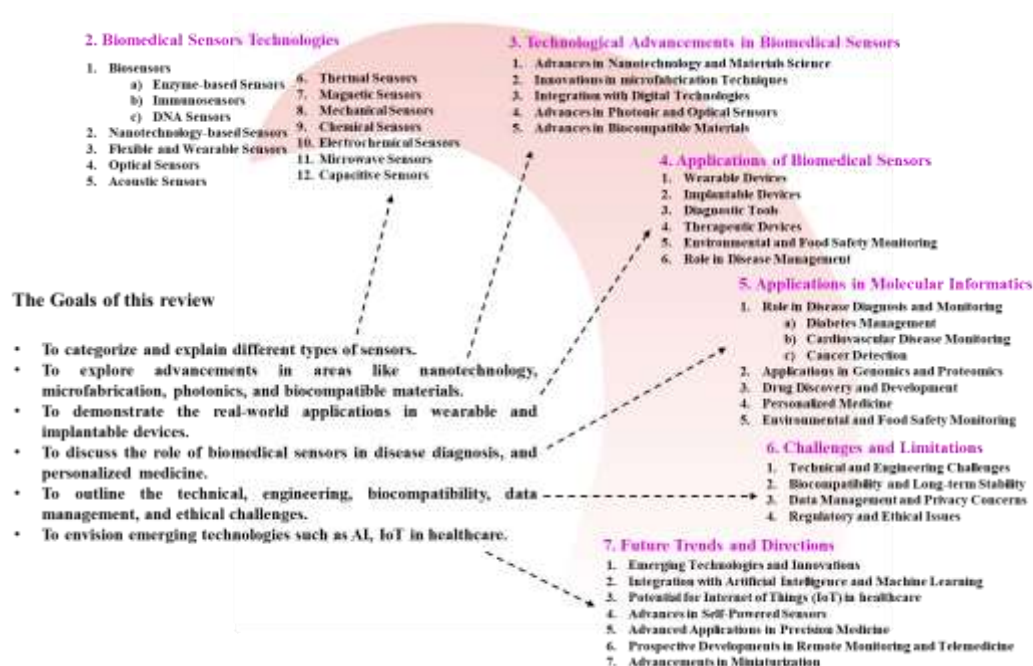 2. Biomedical Sensors Technologies
1. Biosensors
a) Enzyme-based Sensors
b) Immunosensors
c) DNA Sensors
2. Nanotechnology-based Sensors
3. Flexible and Wearable Sensors
4. Optical Sensors
5. Acoustic Sensors
6. Thermal Sensors
7. Magnetic Sensors
8. Mechanical Sensors
9. Chemical Sensors
10. Electrochemical Sensors
11. Microwave Sensors
12. Capacitive Sensors
3. Technological Advancements in Biomedical Sensors
1. Advances in Nanotechnology and Materials Science
2. Innovations in microfabrication Techniques
3. Integration with Digital Technologies
4. Advances in Photonic and Optical Sensors
5. Advances in Biocompatible Materials
4. Applications of Biomedical Sensors
1. Wearable Devices
2. Implantable Devices
3. Diagnostic Tools
4. Therapeutic Devices
5. Environmental and Food Safety Monitoring
6. Role in Disease Management
5. Applications in Molecular Informatics
1. Role in Disease Diagnosis and Monitoring
a) Diabetes Management
b) Cardiovascular Disease Monitoring
c) Cancer Detection
2. Applications in Genomics and Proteomics
3. Drug Discovery and Development
4. Personalized Medicine
5. Environmental and Food Safety Monitoring
The Goals of this review
• To categorize and explain different types of sensors.
• To explore advancements in areas like nanotechnology,
microfabrication, photonics, and biocompatible materials.
• To demonstrate the real-world applications in wearable and
implantable devices.
• To discuss the role of biomedical sensors in disease diagnosis, and
personalized medicine.
• To outline the technical, engineering, biocompatibility, data
management, and ethical challenges.
• To envision emerging technologies such as AI, IoT in healthcare.
6. Challenges and Limitations
1. Technical and Engineering Challenges
2. Biocompatibility and Long-term Stability
3. Data Management and Privacy Concerns
4. Regulatory and Ethical Issues
7. Future Trends and Directions
1. Emerging Technologies and Innovations
2. Integration with Artificial Intelligence and Machine Learning
3. Potential for Internet of Things (IoT) in healthcare
4. Advances in Self-Powered Sensors
5. Advanced Applications in Precision Medicine
6. Prospective Developments in Remote Monitoring and Telemedicine
7. Advancements in Miniaturization